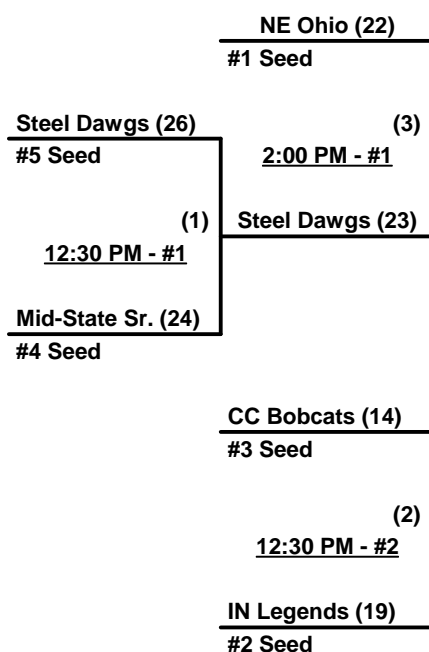 NE Ohio (22)
#1 Seed
Steel Dawgs (26)
(3)
#5 Seed
2:00 PM - #1
(1)
Steel Dawgs (23)
12:30 PM - #1
Mid-State Sr. (24)
#4 Seed
CC Bobcats (14)
#3 Seed
(2)
12:30 PM - #2
IN Legends (19)
#2 Seed